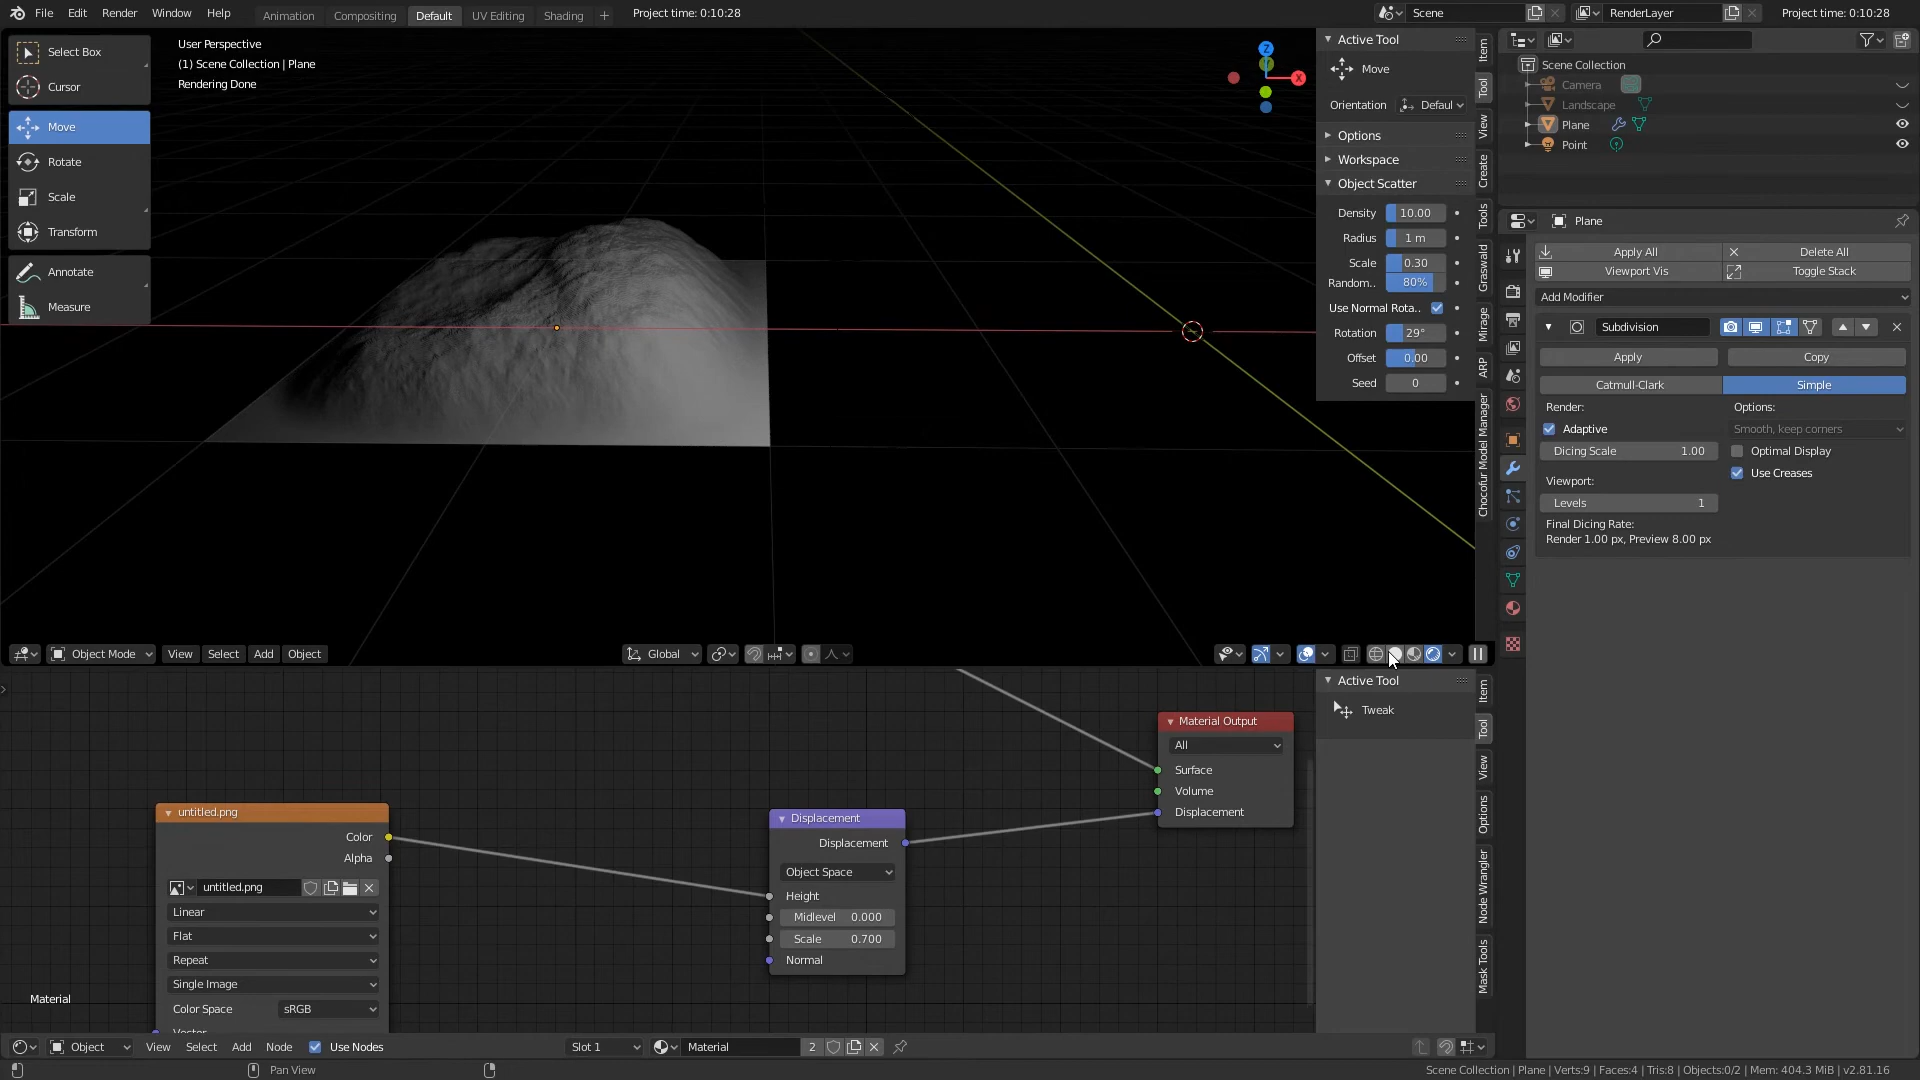 File Edit Render Window Help
Animation Compositing Default UV Editing Shading + Project time: 0:10:28
Scene RenderLayer Project time: 0:10:28
Select Box
Cursor
Move
Rotate
Scale
Transform
Annotate
Measure
User Perspective
(1) Scene Collection | Plane
Rendering Done
Z
Y
X
Active Tool
Move
Orientation Defaul
Options
Workspace
Object Scatter
Density 10.00
Radius 1 m
Scale 0.30
Random.. 80%
Use Normal Rota..
Rotation 29°
Offset 0.00
Seed 0
Item
Tool
View
Create
Tools
Graswald
Mirage
ARP
Chocofur Model Manager
Scene Collection
Camera
Landscape
Plane
Point
Plane
Apply All Delete All
Viewport Vis Toggle Stack
Add Modifier
Subdivision
Apply Copy
Catmull-Clark Simple
Render: Options:
Adaptive Smooth, keep corners
Dicing Scale 1.00 Optimal Display
Use Creases
Viewport:
Levels 1
Final Dicing Rate:
Render 1.00 px, Preview 8.00 px
Object Mode View Select Add Object Global
Active Tool
Tweak
Item
Tool
View
Options
Node Wrangler
Mask Tools
Material Output
All
Surface
Volume
Displacement
Displacement
Displacement
Object Space
Height
Midlevel 0.000
Scale 0.700
Normal
untitled.png
Color
Alpha
untitled.png
Linear
Flat
Repeat
Single Image
Color Space sRGB
Vector
Material
Object View Select Add Node Use Nodes Slot 1 Material 2
Pan View
Scene Collection | Plane | Verts:9 | Faces:4 | Tris:8 | Objects:0/2 | Mem: 404.3 MiB | v2.81.16